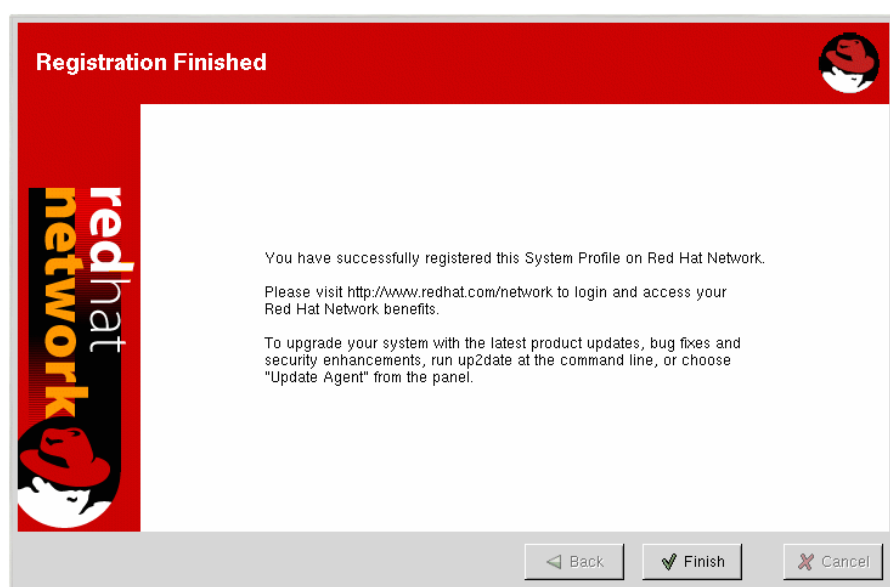 Registration Finished
redhat
network
You have successfully registered this System Profile on Red Hat Network.
Please visit http://www.redhat.com/network to login and access your
Red Hat Network benefits.
To upgrade your system with the latest product updates, bug fixes and
security enhancements, run up2date at the command line, or choose
"Update Agent" from the panel.
Back
Finish
Cancel